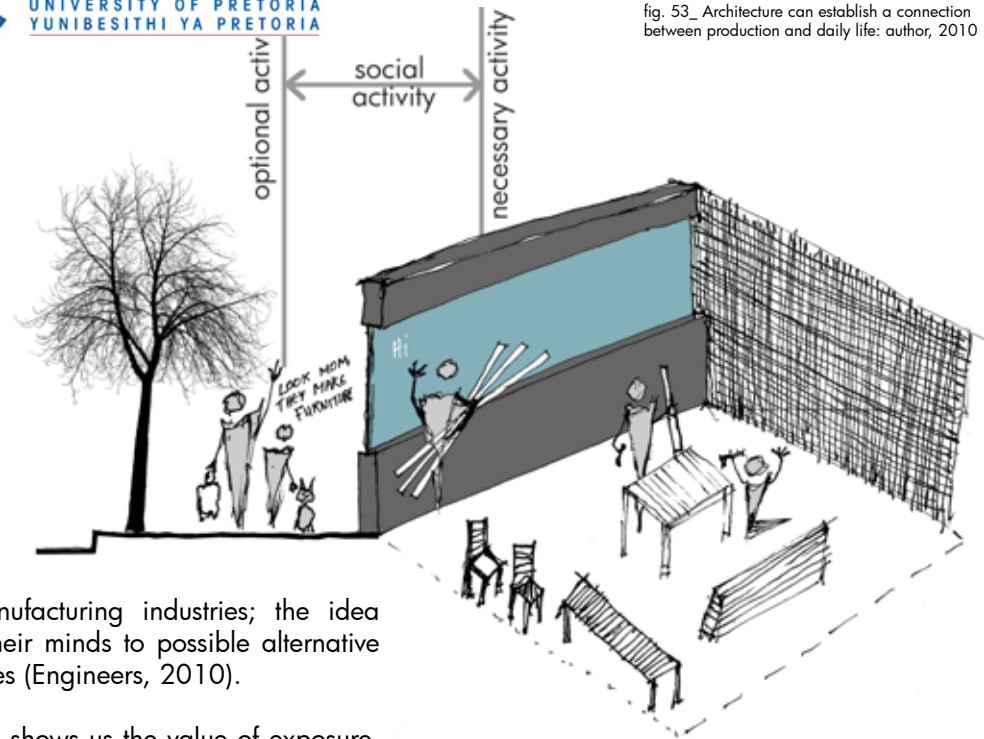 UNIVERSITY OF PRETORIA
YUNIBESITHI YA PRETORIA
fig. 53_ Architecture can establish a connection
between production and daily life: author, 2010
optional activ
social
activity
necessary activity
Hi
LOOK MOM
THEY MAKE
FURNITURE
nufacturing industries; the idea
heir minds to possible alternative
es (Engineers, 2010).
shows us the value of exposure